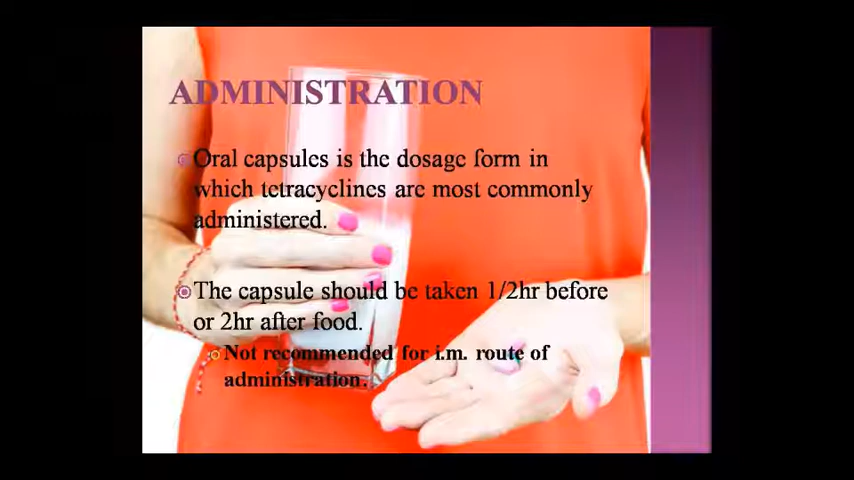 ADMINISTRATION
Oral capsules is the dosage form in
which tetracyclines are most commonly
administered.
The capsule should be taken 1/2hr before
or 2hr after food.
Not recommended for i.m. route of
administration.